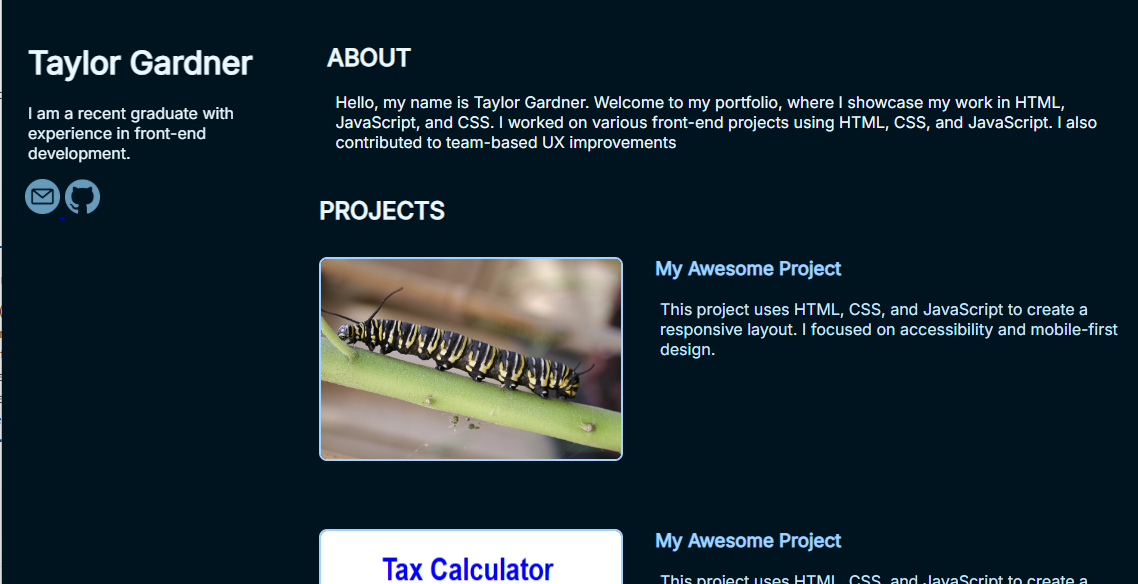 Taylor Gardner
I am a recent graduate with
experience in front-end
development.
ABOUT
Hello, my name is Taylor Gardner. Welcome to my portfolio, where I showcase my work in HTML,
JavaScript, and CSS. I worked on various front-end projects using HTML, CSS, and JavaScript. I also
contributed to team-based UX improvements
PROJECTS
My Awesome Project
This project uses HTML, CSS, and JavaScript to create a
responsive layout. I focused on accessibility and mobile-first
design.
Tax Calculator
My Awesome Project
This project uses HTML, CSS, and JavaScript to create a